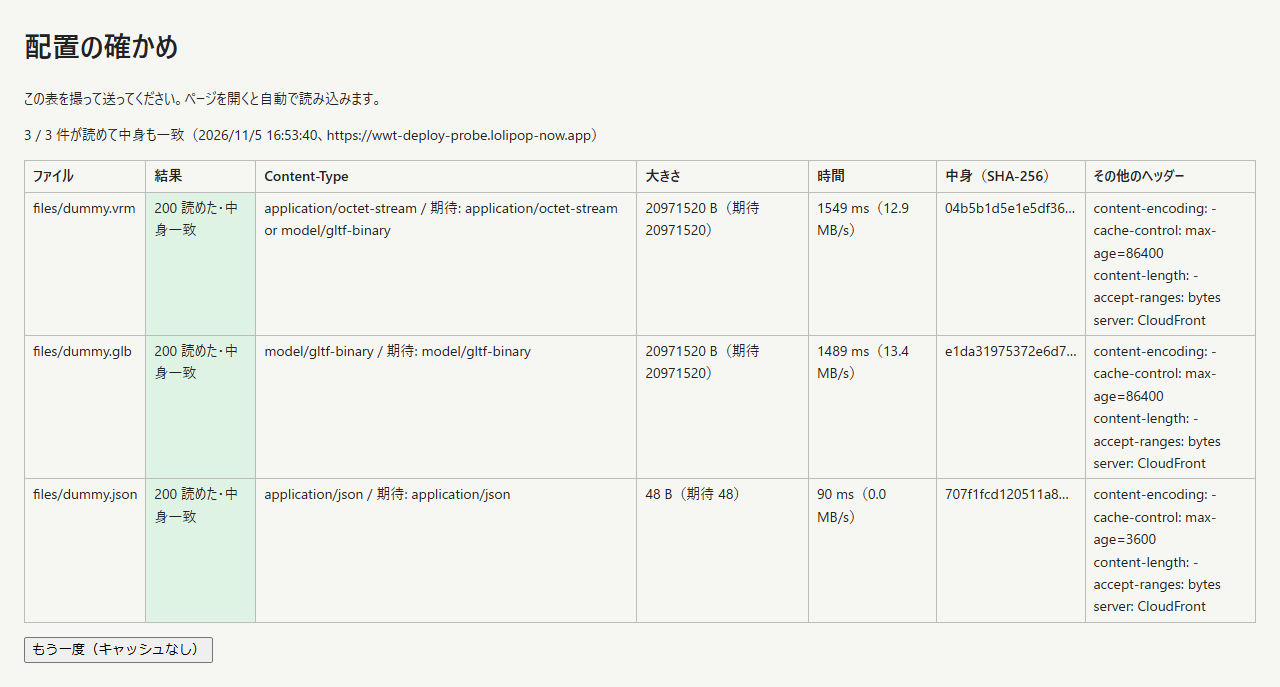 配置の確かめ
この表を撮って送ってください。ページを開くと自動で読み込みます。
3 / 3 件が読めて中身も一致（2026/11/5 16:53:40、https://wwt-deploy-probe.lolipop-now.app）
ファイル 結果 Content-Type 大きさ 時間 中身（SHA-256） その他のヘッダー
files/dummy.vrm
200 読めた・中
身一致
application/octet-stream / 期待: application/octet-stream
or model/gltf-binary
20971520 B（期待
20971520）
1549 ms（12.9
MB/s）
04b5b1d5e1e5df36…
content-encoding: -
cache-control: max-
age=86400
content-length: -
accept-ranges: bytes
server: CloudFront
files/dummy.glb
200 読めた・中
身一致
model/gltf-binary / 期待: model/gltf-binary
20971520 B（期待
20971520）
1489 ms（13.4
MB/s）
e1da31975372e6d7…
content-encoding: -
cache-control: max-
age=86400
content-length: -
accept-ranges: bytes
server: CloudFront
files/dummy.json
200 読めた・中
身一致
application/json / 期待: application/json
48 B（期待 48）
90 ms（0.0
MB/s）
707f1fcd120511a8…
content-encoding: -
cache-control: max-
age=3600
content-length: -
accept-ranges: bytes
server: CloudFront
もう一度（キャッシュなし）